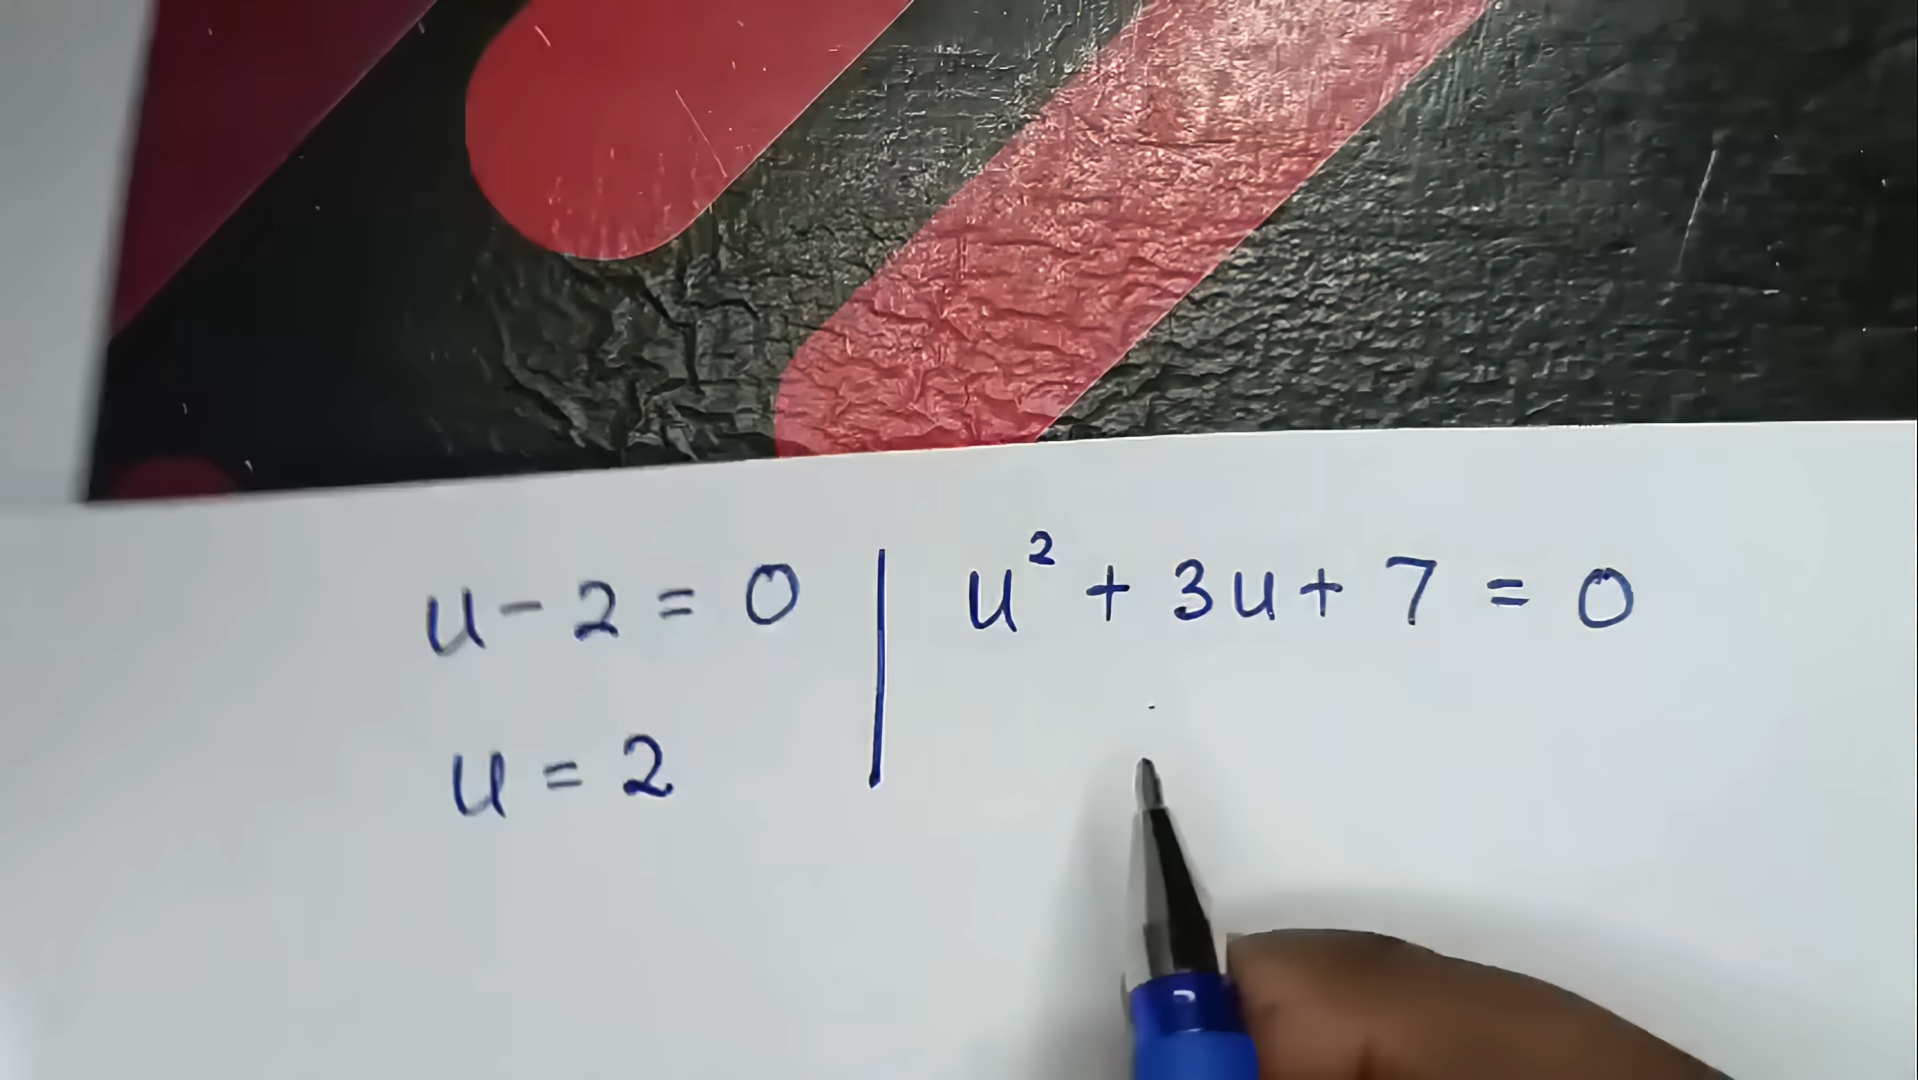 u - 2 = 0 | u² + 3u + 7 = 0
u = 2